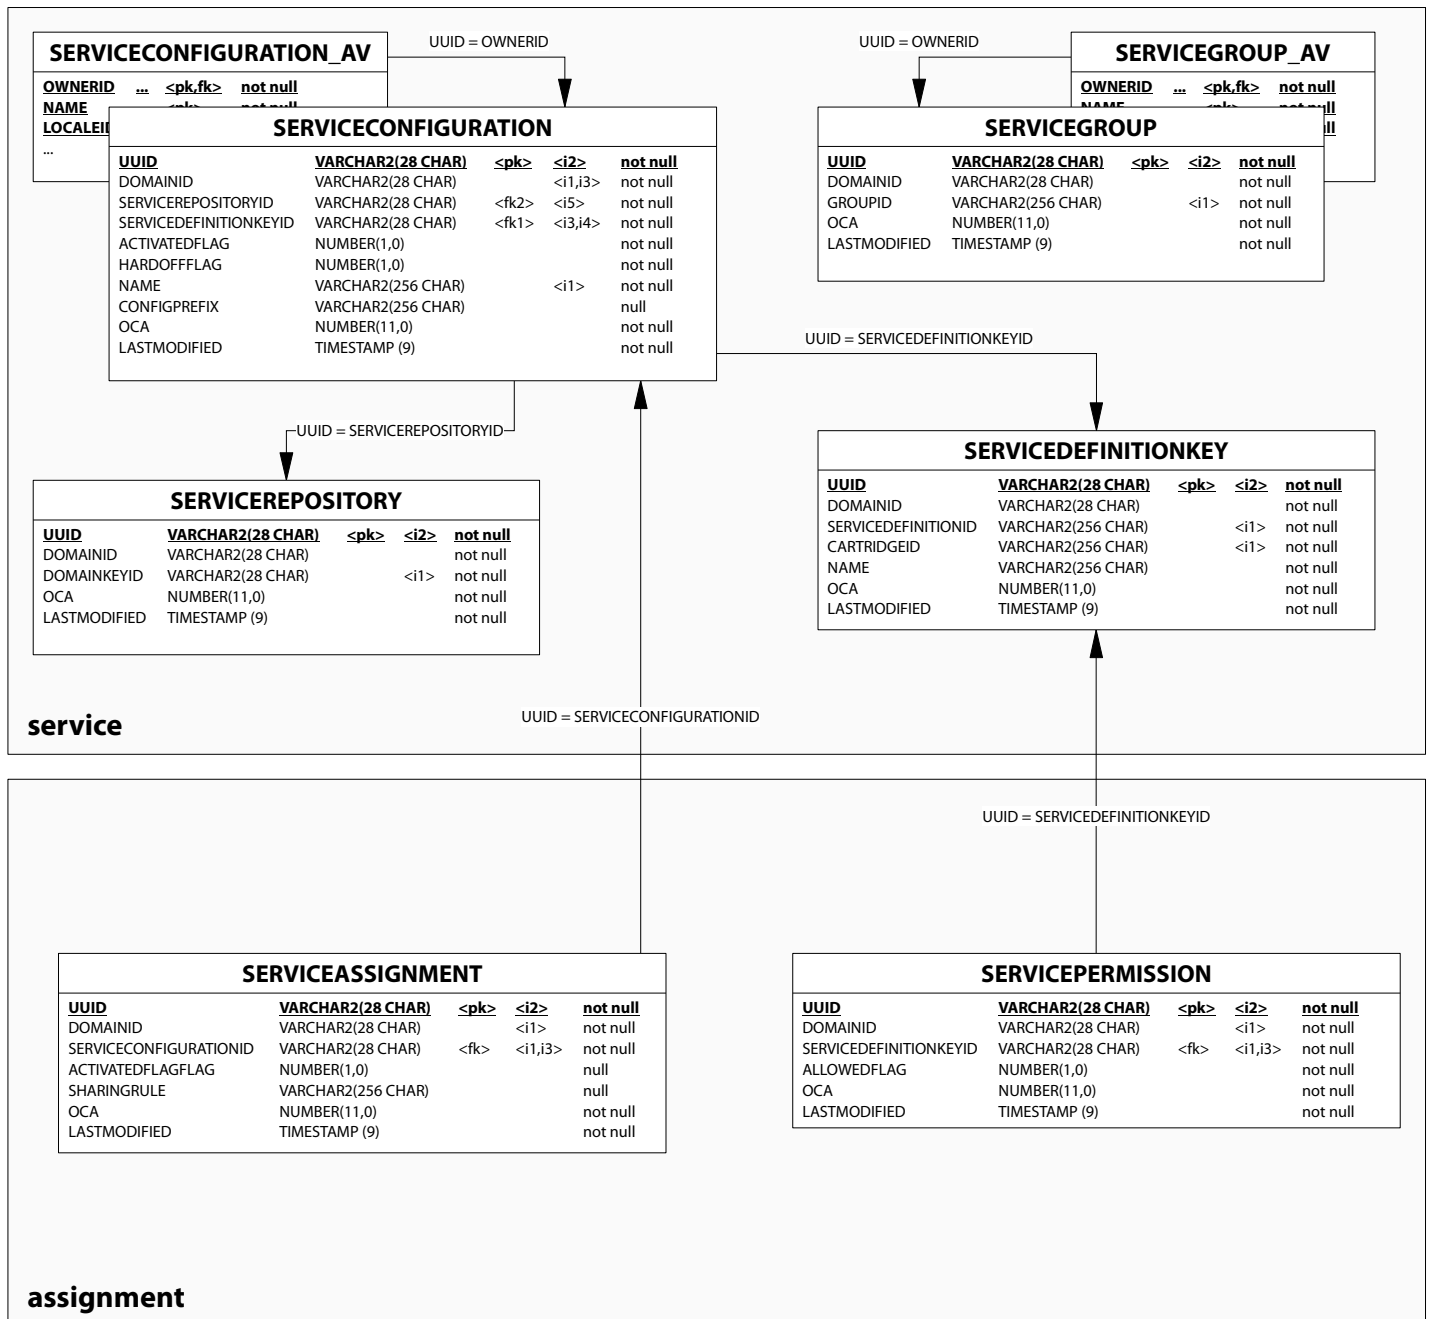 SERVICECONFIGURATION_AV
OWNERID ... <pk,fk> not null
NAME
LOCALEID
...
UUID = OWNERID
UUID = OWNERID
SERVICEGROUP_AV
OWNERID ... <pk,fk> not null
NAME <pk> not null
SERVICECONFIGURATION
UUID VARCHAR2(28 CHAR) <pk> <i2> not null
DOMAINID VARCHAR2(28 CHAR) <i1,i3> not null
SERVICEREPOSITORYID VARCHAR2(28 CHAR) <fk2> <i5> not null
SERVICEDEFINITIONKEYID VARCHAR2(28 CHAR) <fk1> <i3,i4> not null
ACTIVATEDFLAG NUMBER(1,0) not null
HARDOFFFLAG NUMBER(1,0) not null
NAME VARCHAR2(256 CHAR) <i1> not null
CONFIGPREFIX VARCHAR2(256 CHAR) null
OCA NUMBER(11,0) not null
LASTMODIFIED TIMESTAMP (9) not null
SERVICEGROUP
UUID VARCHAR2(28 CHAR) <pk> <i2> not null
DOMAINID VARCHAR2(28 CHAR) not null
GROUPID VARCHAR2(256 CHAR) <i1> not null
OCA NUMBER(11,0) not null
LASTMODIFIED TIMESTAMP (9) not null
UUID = SERVICEDEFINITIONKEYID
UUID = SERVICEREPOSITORYID
SERVICEREPOSITORY
UUID VARCHAR2(28 CHAR) <pk> <i2> not null
DOMAINID VARCHAR2(28 CHAR) not null
DOMAINKEYID VARCHAR2(28 CHAR) <i1> not null
OCA NUMBER(11,0) not null
LASTMODIFIED TIMESTAMP (9) not null
SERVICEDEFINITIONKEY
UUID VARCHAR2(28 CHAR) <pk> <i2> not null
DOMAINID VARCHAR2(28 CHAR) not null
SERVICEDEFINITIONID VARCHAR2(256 CHAR) <i1> not null
CARTRIDGEID VARCHAR2(256 CHAR) <i1> not null
NAME VARCHAR2(256 CHAR) not null
OCA NUMBER(11,0) not null
LASTMODIFIED TIMESTAMP (9) not null
service
UUID = SERVICECONFIGURATIONID
UUID = SERVICEDEFINITIONKEYID
SERVICEASSIGNMENT
UUID VARCHAR2(28 CHAR) <pk> <i2> not null
DOMAINID VARCHAR2(28 CHAR) <i1> not null
SERVICECONFIGURATIONID VARCHAR2(28 CHAR) <fk> <i1,i3> not null
ACTIVATEDFLAGFLAG NUMBER(1,0) null
SHARINGRULE VARCHAR2(256 CHAR) null
OCA NUMBER(11,0) not null
LASTMODIFIED TIMESTAMP (9) not null
SERVICEPERMISSION
UUID VARCHAR2(28 CHAR) <pk> <i2> not null
DOMAINID VARCHAR2(28 CHAR) <i1> not null
SERVICEDEFINITIONKEYID VARCHAR2(28 CHAR) <fk> <i1,i3> not null
ALLOWEDFLAG NUMBER(1,0) not null
OCA NUMBER(11,0) not null
LASTMODIFIED TIMESTAMP (9) not null
assignment